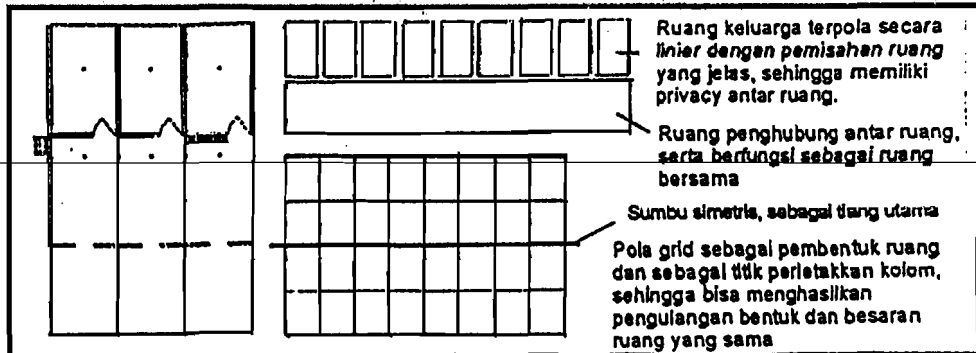 Ruang keluarga terpola secara
linier dengan pemisahan ruang
yang jelas, sehingga memiliki
privacy antar ruang.
Ruang penghubung antar ruang,
serta berfungsi sebagai ruang
bersama
Sumbu simetris, sebagai tiang utama
Pola grid sebagai pembentuk ruang
dan sebagai titik perletakkan kolom,
sehingga bisa menghasilkan
pengulangan bentuk dan besaran
ruang yang sama